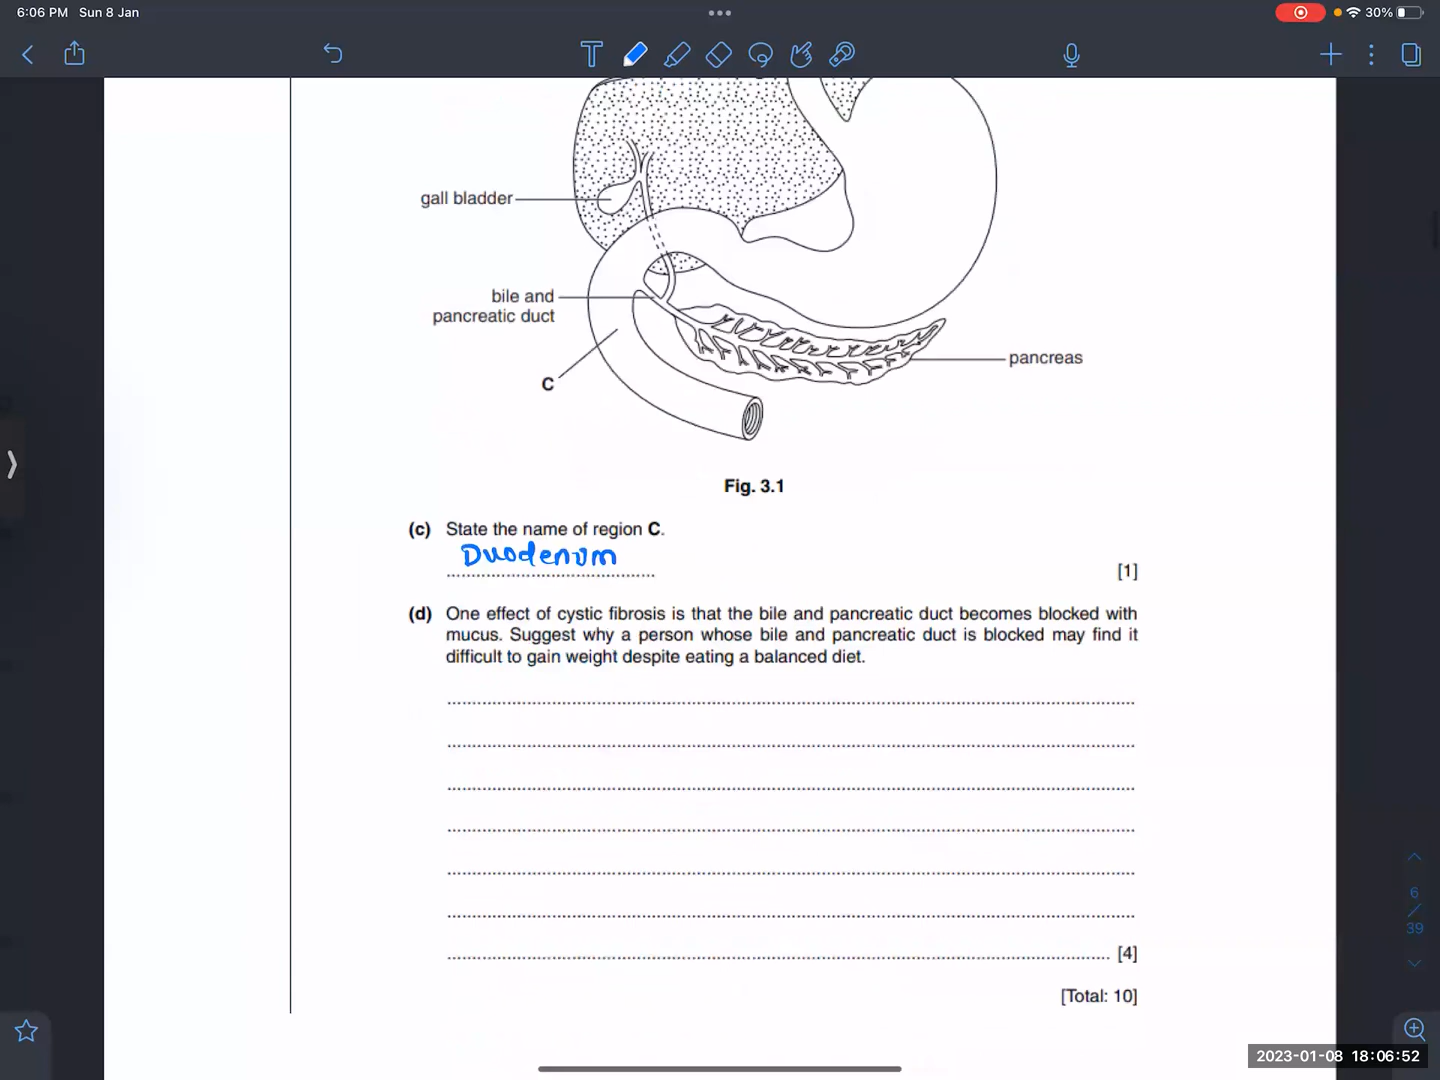 6:06 PM Sun 8 Jan
30%
gall bladder
bile and
pancreatic duct
C
pancreas
Fig. 3.1
(c) State the name of region C.
Duodenum
[1]
(d) One effect of cystic fibrosis is that the bile and pancreatic duct becomes blocked with
mucus. Suggest why a person whose bile and pancreatic duct is blocked may find it
difficult to gain weight despite eating a balanced diet.
[4]
[Total: 10]
6
/
39
2023-01-08 18:06:52